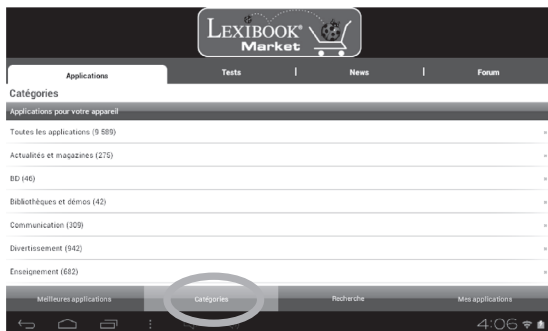 LEXIBOOK®
Market
Applications Tests | News | Forum
Catégories
Applications pour votre appareil
Toutes les applications (9 689)
Actualités et magazines (275)
BD (46)
Bibliothèques et démos (42)
Communication (309)
Divertissement (942)
Enseignement (682)
Meilleures applications Catégories Recherche Mes applications
4:06